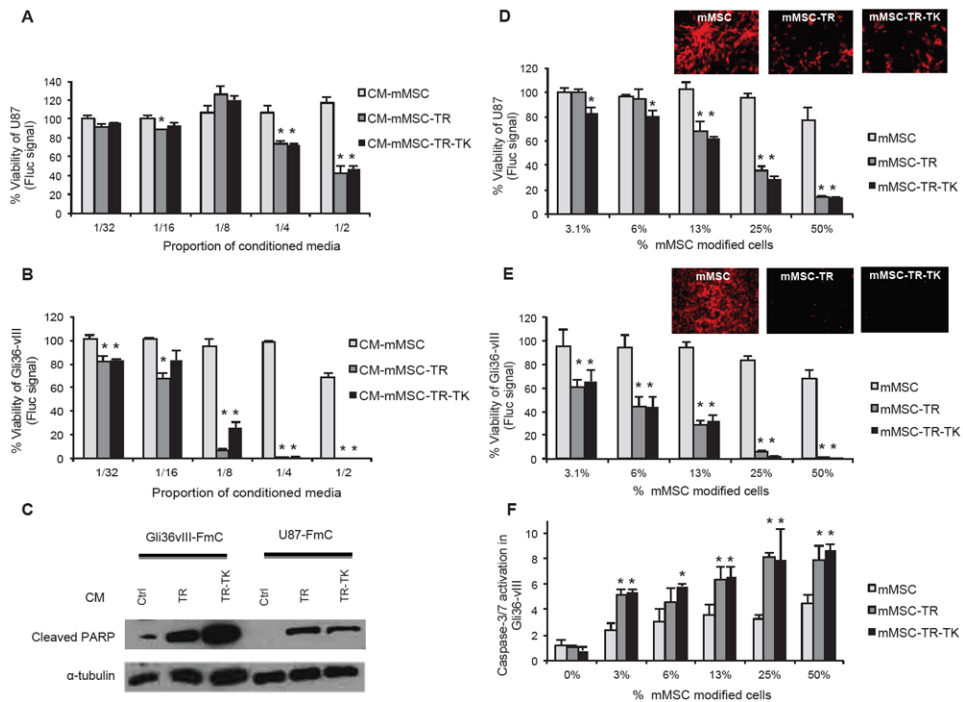 A
% Viability of U87
(Fluc signal)
140
120
100
80
60
40
20
0
*
* *
* *
1/32 1/16 1/8 1/4 1/2
Proportion of conditioned media
CM-mMSC
CM-mMSC-TR
CM-mMSC-TR-TK
B
% Viability of Gli36-vIII
(Fluc signal)
120
100
80
60
40
20
0
* *
*
* *
* *
* *
1/32 1/16 1/8 1/4 1/2
Proportion of conditioned media
CM-mMSC
CM-mMSC-TR
CM-mMSC-TR-TK
C
Gli36vIII-FmC U87-FmC
CM Ctrl TR TR-TK Ctrl TR TR-TK
Cleaved PARP
α-tubulin
D
mMSC mMSC-TR mMSC-TR-TK
% Viability of U87
(Fluc signal)
120
100
80
60
40
20
0
*
*
* *
* *
* *
3.1% 6% 13% 25% 50%
% mMSC modified cells
mMSC
mMSC-TR
mMSC-TR-TK
E
mMSC mMSC-TR mMSC-TR-TK
% Viability of Gli36-vIII
(Fluc signal)
120
100
80
60
40
20
0
* *
* *
* *
* *
* *
3.1% 6% 13% 25% 50%
% mMSC modified cells
mMSC
mMSC-TR
mMSC-TR-TK
F
Caspase-3/7 activation in
Gli36-vIII
10
8
6
4
2
0
* *
*
* *
* *
* *
0% 3% 6% 13% 25% 50%
% mMSC modified cells
mMSC
mMSC-TR
mMSC-TR-TK